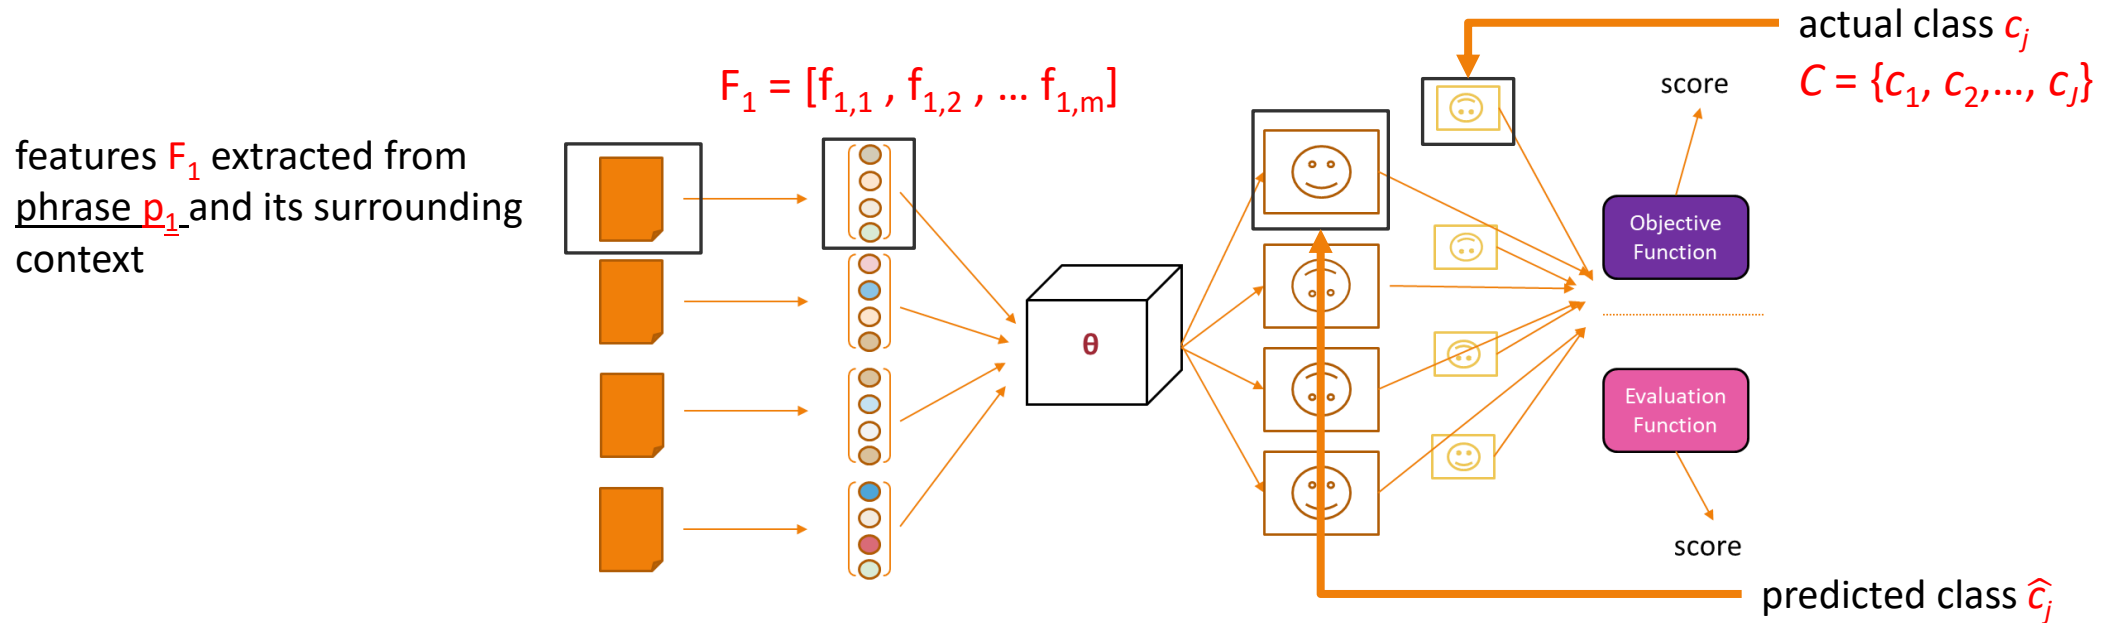 features F₁ extracted from
phrase p₁ and its surrounding
context
F₁ = [f₁,₁ , f₁,₂ , … f₁,ₘ]
θ
actual class cⱼ
C = {c₁, c₂,…, c_J}
score
Objective
Function
Evaluation
Function
score
predicted class ĉⱼ